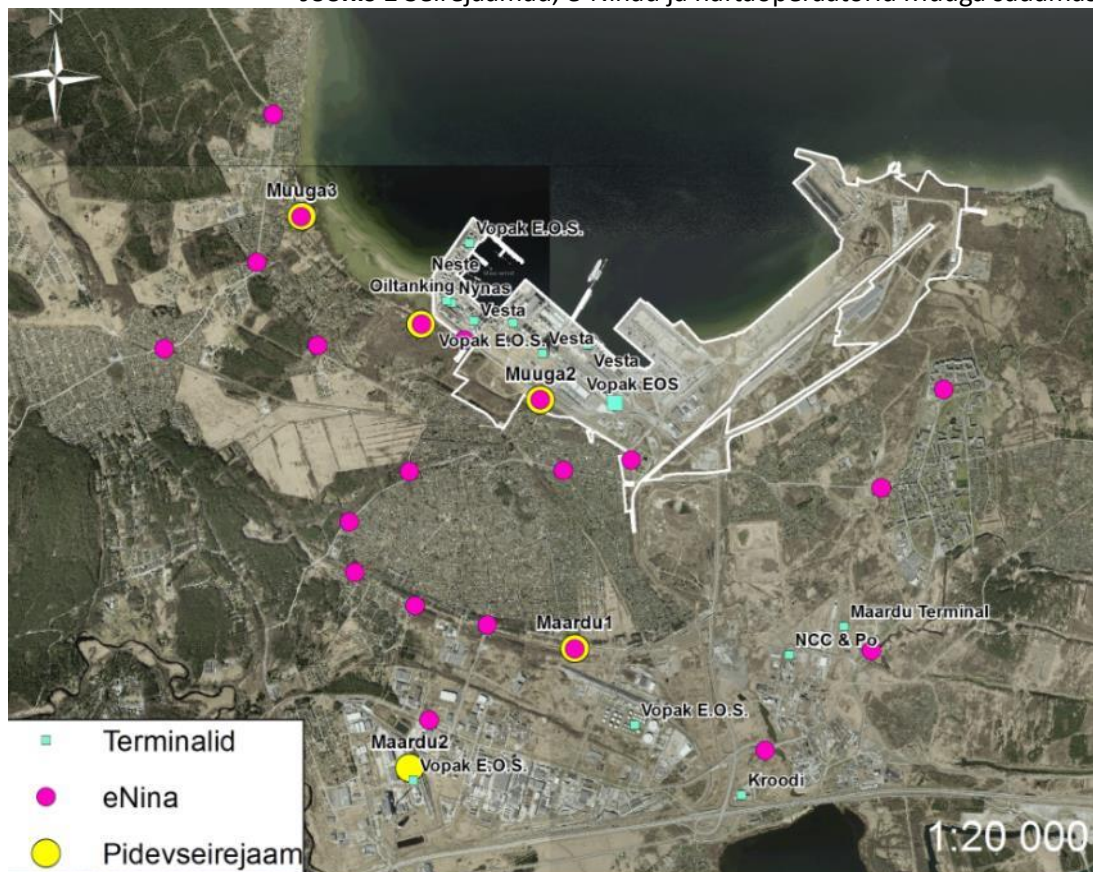 N
Muuga3
Vopak E.O.S.
Neste
Oiltanking
Nynas
Vesta
Vopak E.O.S.
Vesta
Vesta
Muuga2
Vopak EOS
Maardu1
Maardu Terminal
NCC & Po
Vopak E.O.S.
Maardu2
Vopak E.O.S.
Kroodi
Terminalid
eNina
Pidevseirejaam
1:20 000